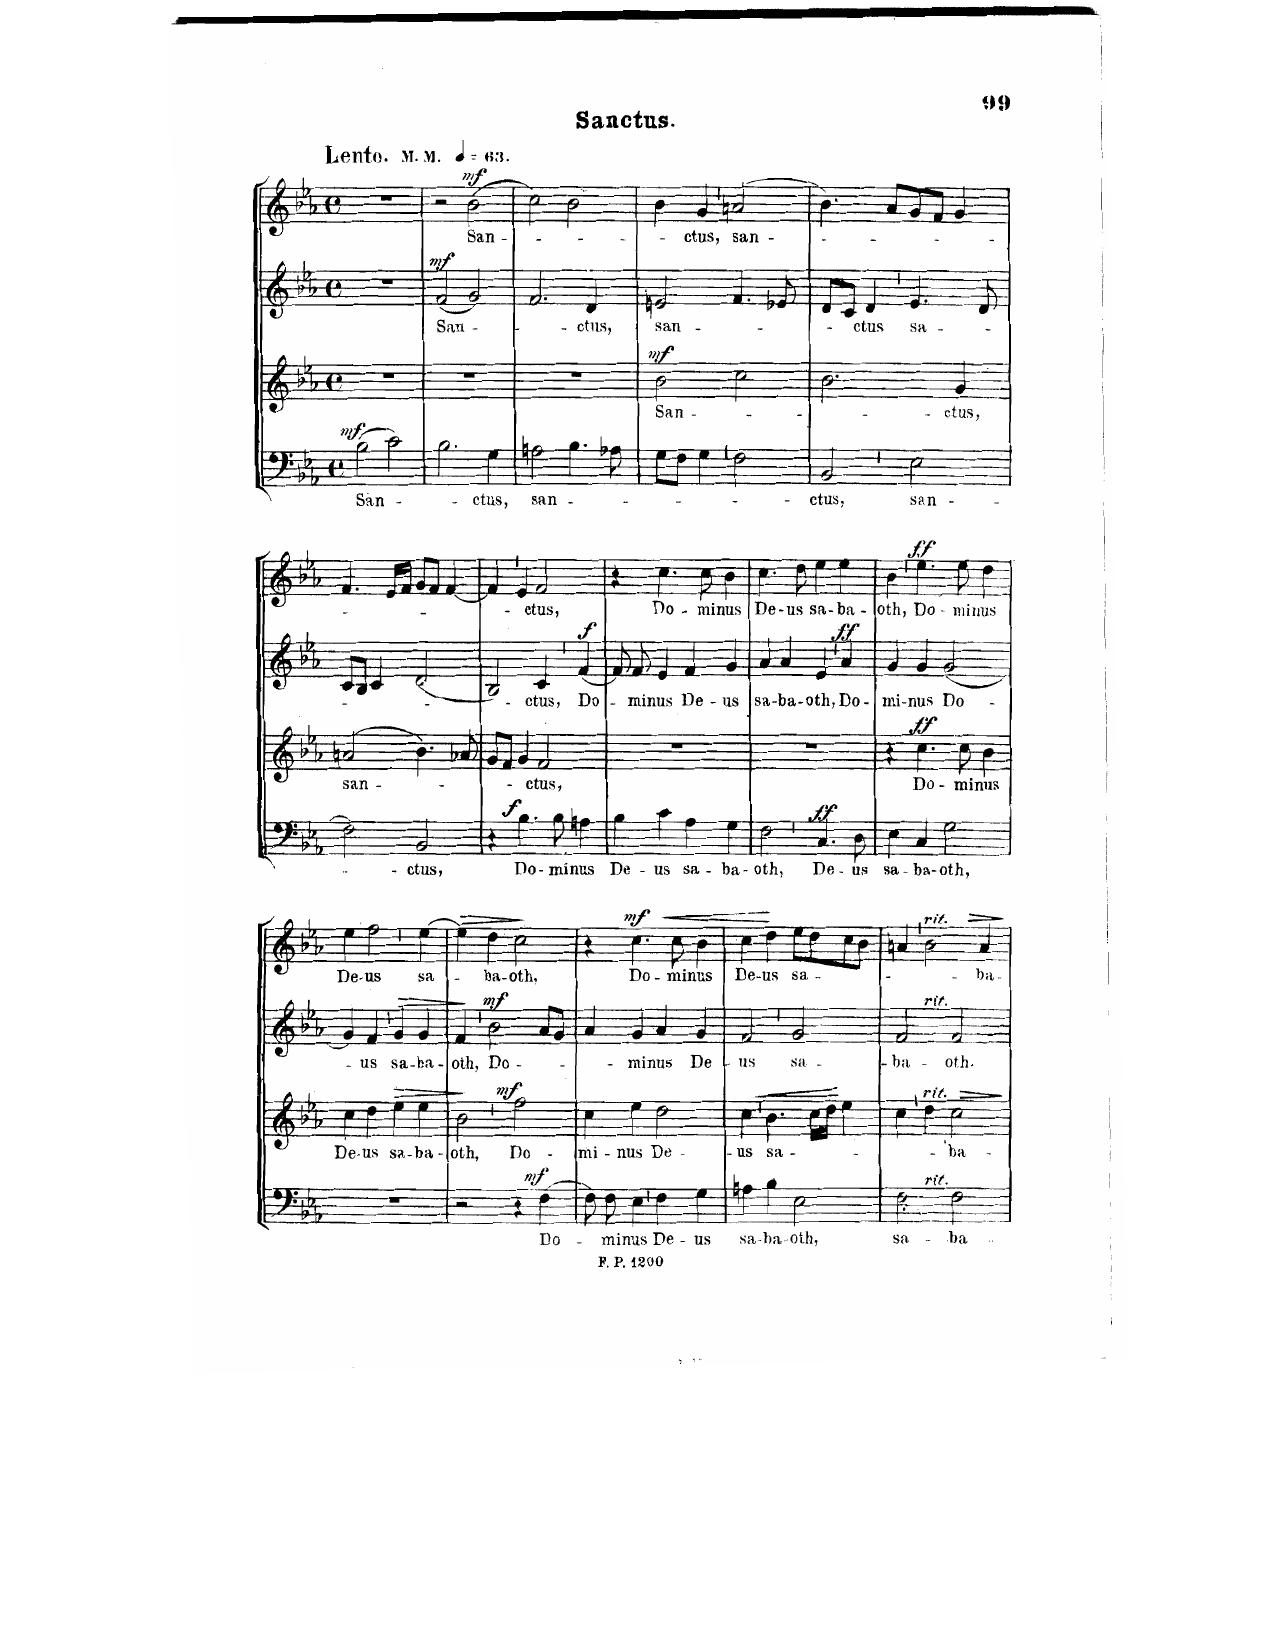 99
Sanctus.
Lento. M. M. ♩ = 63.
mf
San - - - - ctus, san - - - - -
mf
San - - ctus, san - - - ctus sa - -
mf
San - - - - ctus,
mf
San - - ctus, san - - - - ctus, san - -
ff
- - - - ctus, Do - minus De-us sa-ba-oth, Do - minus
f ff
- - - - ctus, Do - minus De - us sa-ba-oth, Do - mi-nus Do -
ff
san - - - ctus, Do - minus
f ff
- - ctus, Do - minus De - us sa - ba - oth, De - us sa - ba-oth,
mf rit.
De-us sa - ba-oth, Do - minus De-us sa - - - ba-
mf rit.
- us sa-ba-oth, Do - - minus De - us sa - - ba - oth.
mf rit.
De-us sa-ba-oth, Do - mi - nus De - - us sa - - - - ba -
mf rit.
Do - minus De - us sa-ba-oth, sa - ba -
F. P. 1200